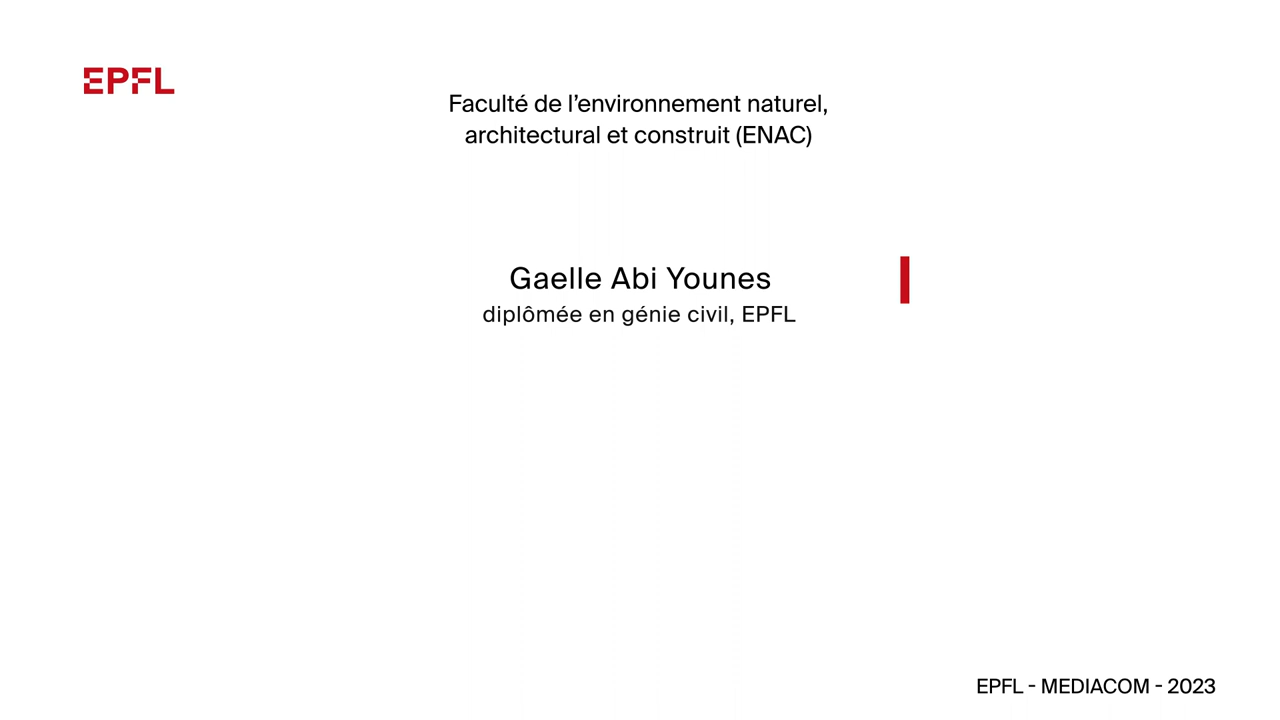 EPFL
Faculté de l’environnement naturel,
architectural et construit (ENAC)
Gaelle Abi Younes
diplômée en génie civil, EPFL
EPFL - MEDIACOM - 2023